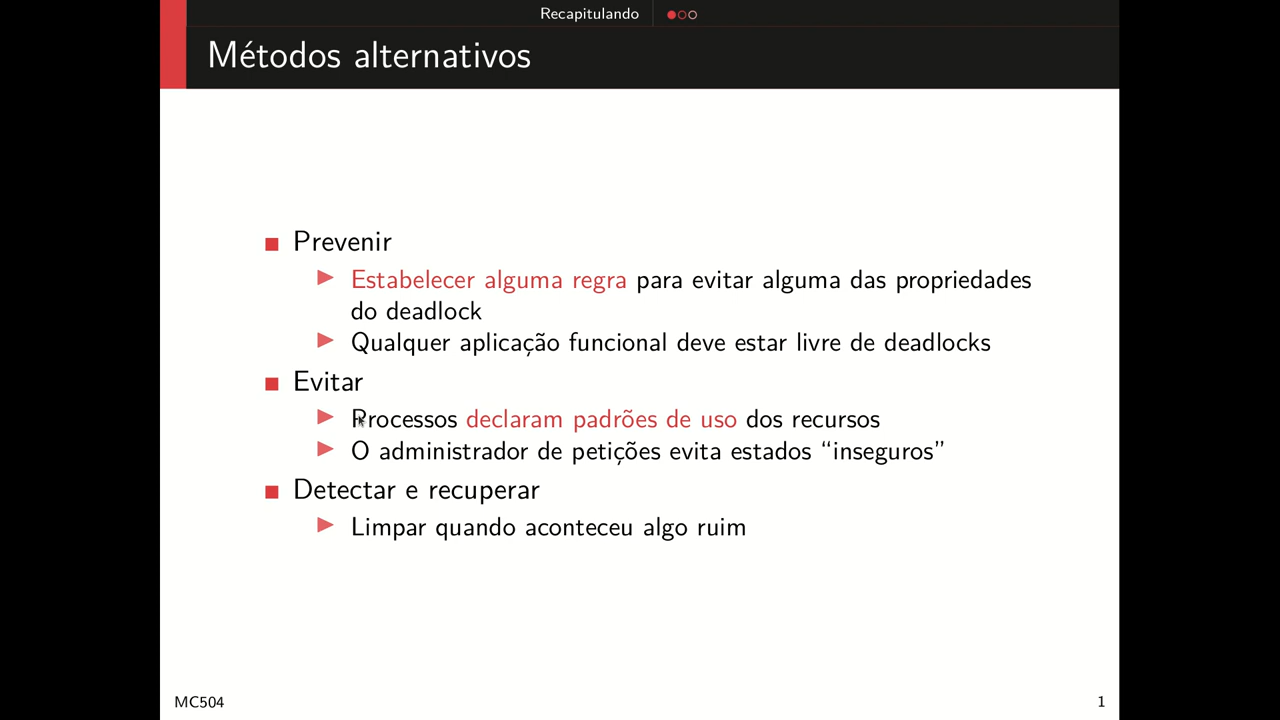 Recapitulando
Métodos alternativos
Prevenir
Estabelecer alguma regra para evitar alguma das propriedades
do deadlock
Qualquer aplicação funcional deve estar livre de deadlocks
Evitar
Processos declaram padrões de uso dos recursos
O administrador de petições evita estados “inseguros”
Detectar e recuperar
Limpar quando aconteceu algo ruim
MC504
1